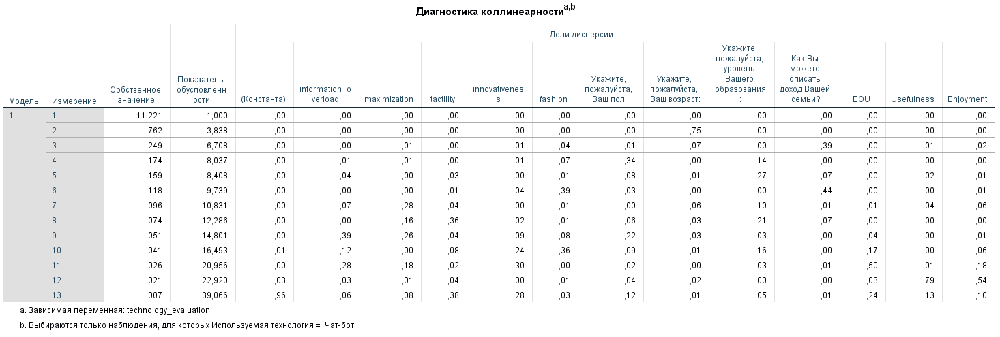 Диагностика коллинеарностиa,b
Доли дисперсии
Модель Измерение Собственное значение Показатель обусловленн ости (Константа) information_o verload maximization tactility innovativenes s fashion Укажите, пожалуйста, Ваш пол: Укажите, пожалуйста, Ваш возраст: Укажите, пожалуйста, уровень Вашего образования : Как Вы можете описать доход Вашей семьи? EOU Usefulness Enjoyment
1 1 11,221 1,000 ,00 ,00 ,00 ,00 ,00 ,00 ,00 ,00 ,00 ,00 ,00 ,00 ,00
2 ,762 3,838 ,00 ,00 ,00 ,00 ,00 ,00 ,00 ,75 ,00 ,00 ,00 ,00 ,00
3 ,249 6,708 ,00 ,00 ,01 ,00 ,01 ,04 ,01 ,07 ,00 ,39 ,00 ,01 ,02
4 ,174 8,037 ,00 ,01 ,01 ,00 ,01 ,07 ,34 ,00 ,14 ,00 ,00 ,00 ,00
5 ,159 8,408 ,00 ,04 ,00 ,03 ,00 ,01 ,08 ,01 ,27 ,07 ,00 ,02 ,01
6 ,118 9,739 ,00 ,00 ,00 ,01 ,04 ,39 ,03 ,00 ,00 ,44 ,00 ,00 ,01
7 ,096 10,831 ,00 ,07 ,28 ,04 ,00 ,01 ,00 ,06 ,10 ,01 ,01 ,04 ,06
8 ,074 12,286 ,00 ,00 ,16 ,36 ,02 ,01 ,06 ,03 ,21 ,07 ,00 ,00 ,00
9 ,051 14,801 ,00 ,39 ,26 ,04 ,09 ,08 ,22 ,03 ,03 ,00 ,04 ,00 ,01
10 ,041 16,493 ,01 ,12 ,00 ,08 ,24 ,36 ,09 ,01 ,16 ,00 ,17 ,00 ,06
11 ,026 20,956 ,00 ,28 ,18 ,02 ,30 ,00 ,02 ,00 ,03 ,01 ,50 ,01 ,18
12 ,021 22,920 ,03 ,03 ,01 ,04 ,00 ,01 ,04 ,02 ,00 ,00 ,03 ,79 ,54
13 ,007 39,066 ,96 ,06 ,08 ,38 ,28 ,03 ,12 ,01 ,05 ,01 ,24 ,13 ,10
a. Зависимая переменная: technology_evaluation
b. Выбираются только наблюдения, для которых Используемая технология = Чат-бот